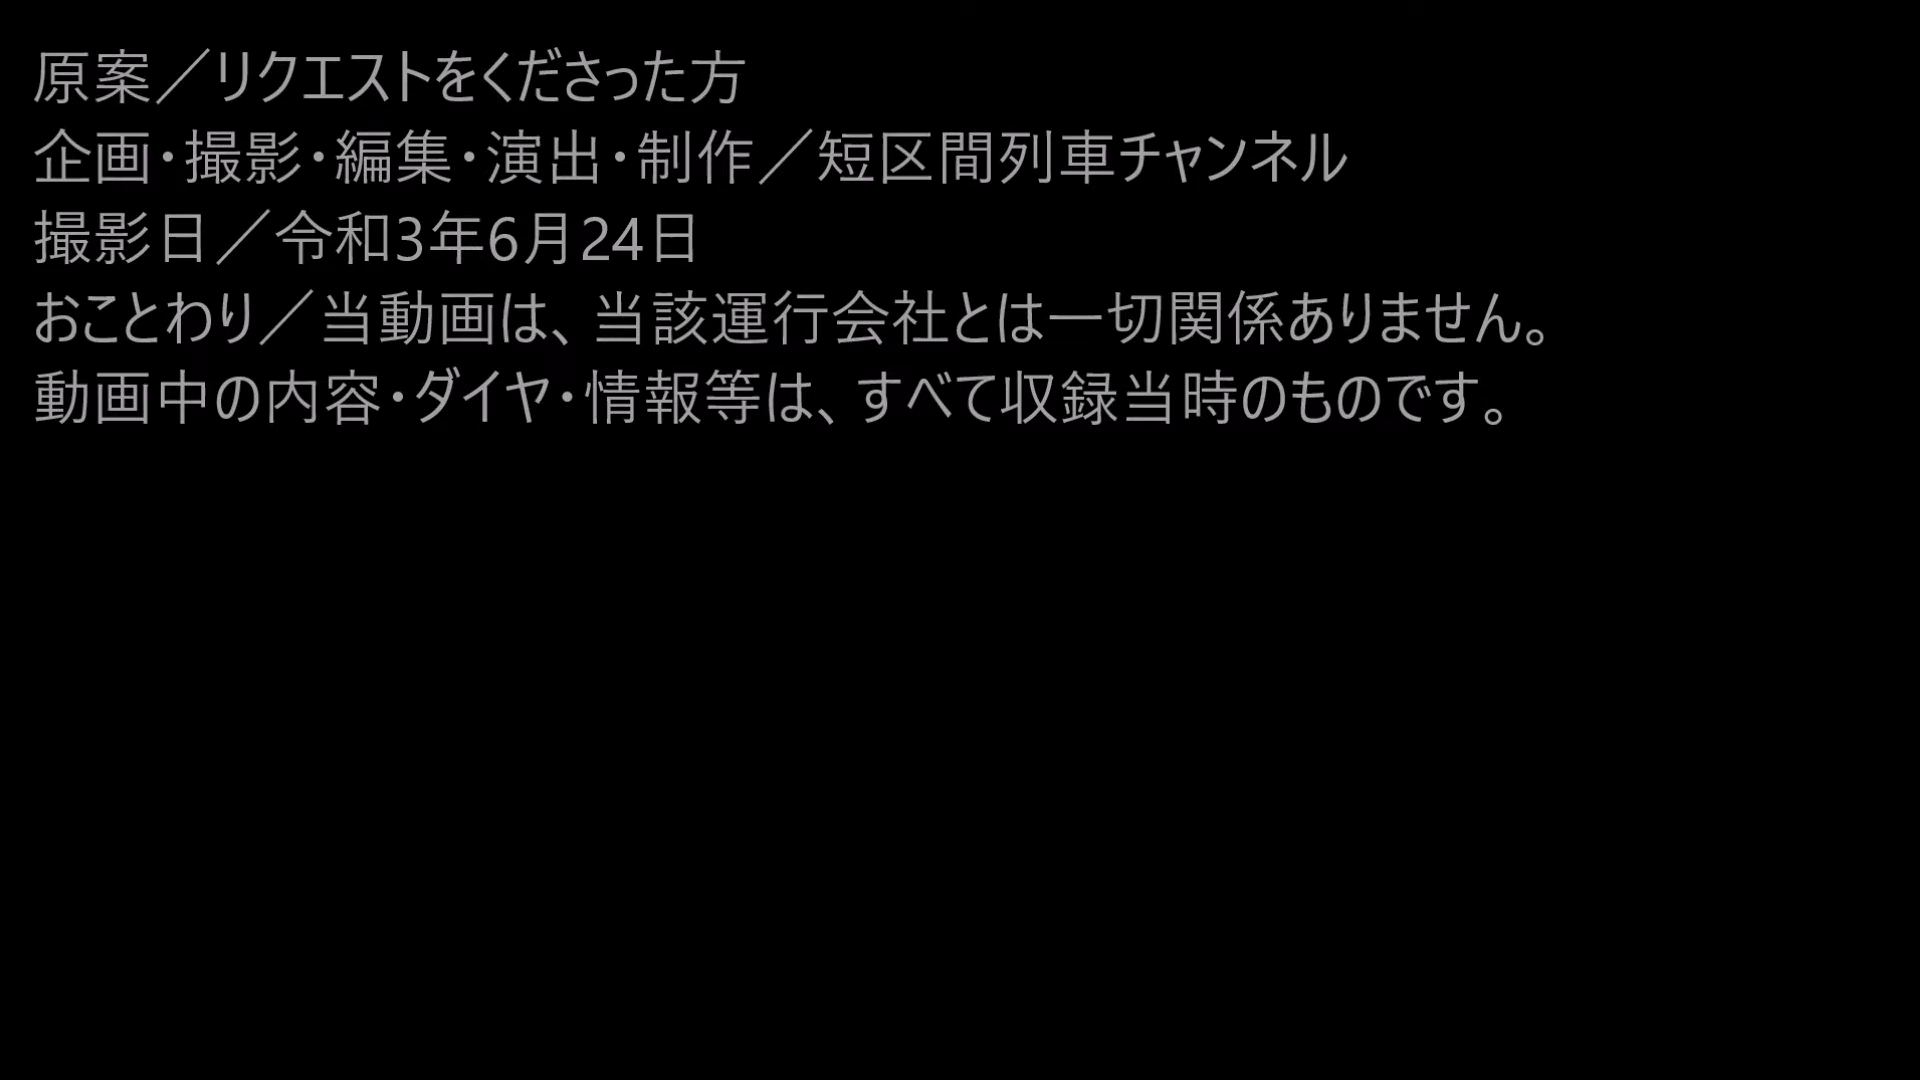 原案／リクエストをくださった方
企画・撮影・編集・演出・制作／短区間列車チャンネル
撮影日／令和3年6月24日
おことわり／当動画は、当該運行会社とは一切関係ありません。
動画中の内容・ダイヤ・情報等は、すべて収録当時のものです。